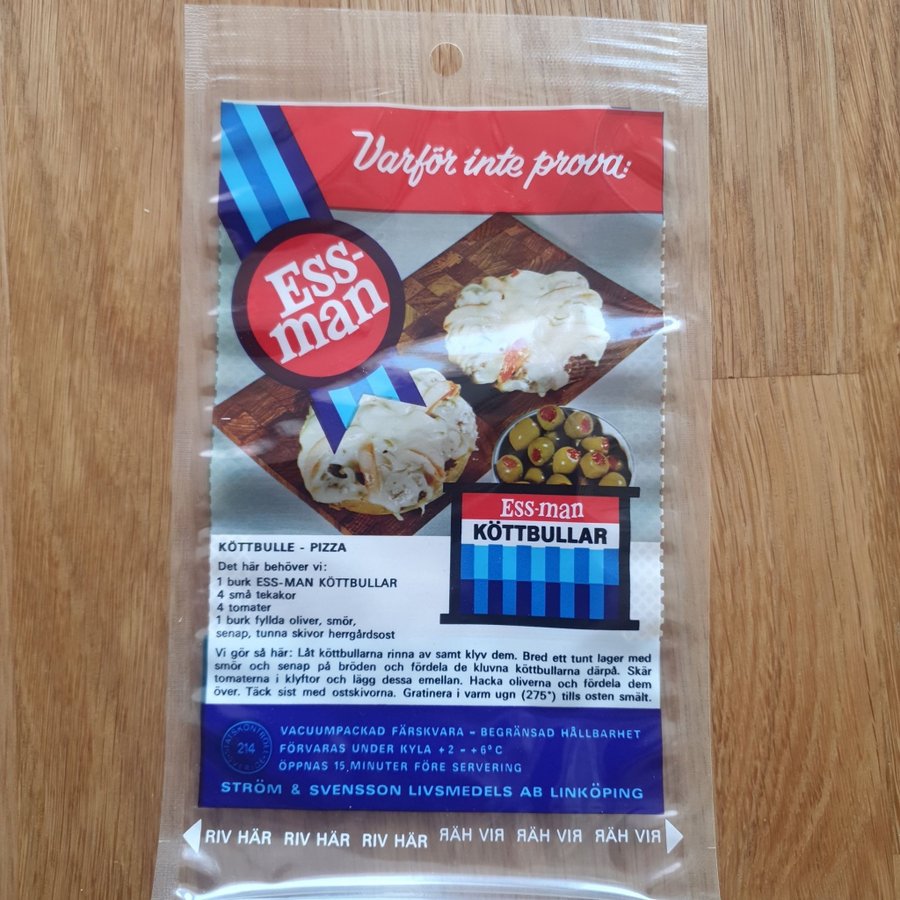 Varför inte prova:
Ess-
man
Ess-man
KÖTTBULLAR
KÖTTBULLE - PIZZA
Det här behöver vi:
1 burk ESS-MAN KÖTTBULLAR
4 små tekakor
4 tomater
1 burk fyllda oliver, smör,
senap, tunna skivor herrgårdsost
Vi gör så här: Låt köttbullarna rinna av samt klyv dem. Bred ett tunt lager med
smör och senap på bröden och fördela de kluvna köttbullarna därpå. Skär
tomaterna i klyftor och lägg dessa emellan. Hacka oliverna och fördela dem
över. Täck sist med ostskivorna. Gratinera i varm ugn (275°) tills osten smält.
214
VACUUMPACKAD FÄRSKVARA = BEGRÄNSAD HÅLLBARHET
FÖRVARAS UNDER KYLA +2 - +6°C
ÖPPNAS 15 MINUTER FÖRE SERVERING
STRÖM & SVENSSON LIVSMEDELS AB LINKÖPING
RIV HÄR RIV HÄR RIV HÄR RIV HÄR RIV HÄR RIV HÄR